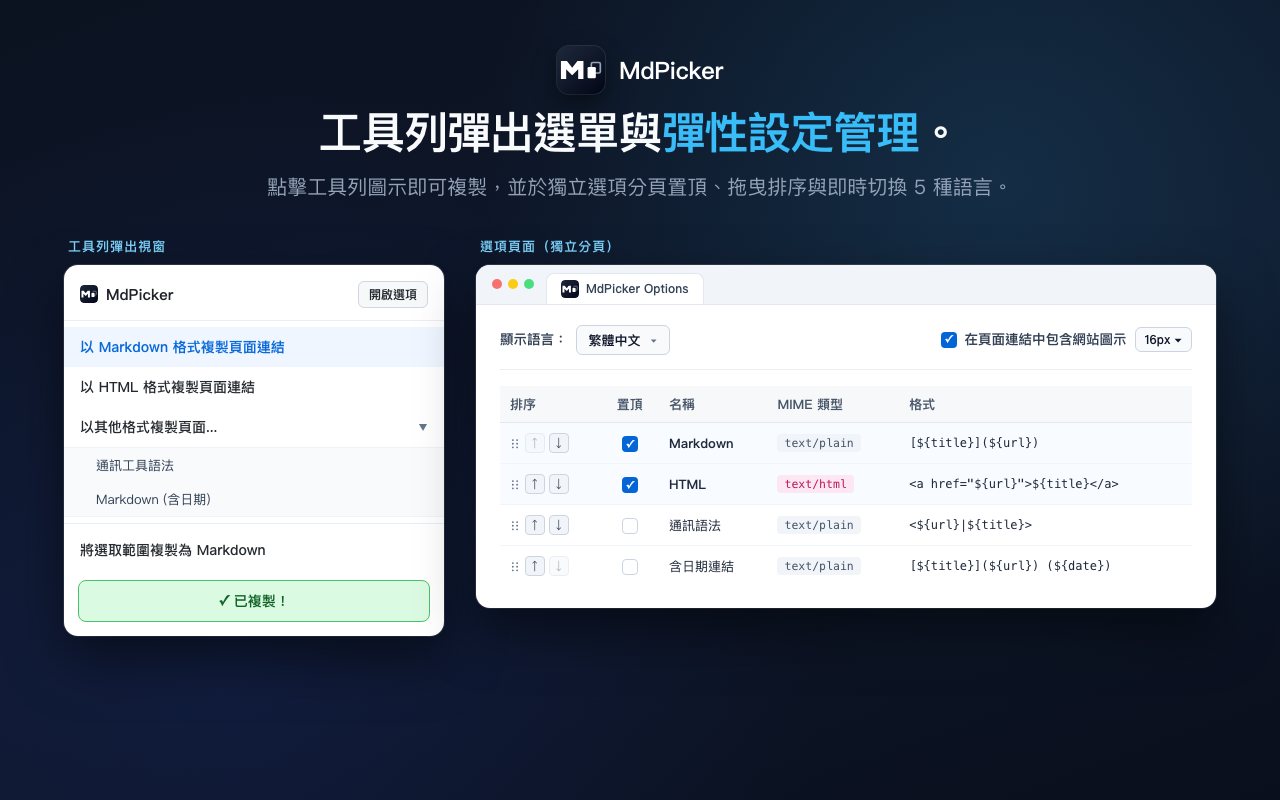 MdPicker
工具列彈出選單與彈性設定管理。
點擊工具列圖示即可複製，並於獨立選項分頁置頂、拖曳排序與即時切換 5 種語言。
工具列彈出視窗
MdPicker
開啟選項
以 Markdown 格式複製頁面連結
以 HTML 格式複製頁面連結
以其他格式複製頁面...
通訊工具語法
Markdown (含日期)
將選取範圍複製為 Markdown
✓ 已複製！
選項頁面（獨立分頁）
MdPicker Options
顯示語言：
繁體中文
在頁面連結中包含網站圖示
16px
排序 置頂 名稱 MIME 類型 格式
↑ ↓ Markdown text/plain [${title}](${url})
↑ ↓ HTML text/html <a href="${url}">${title}</a>
↑ ↓ 通訊語法 text/plain <${url}|${title}>
↑ ↓ 含日期連結 text/plain [${title}](${url}) (${date})